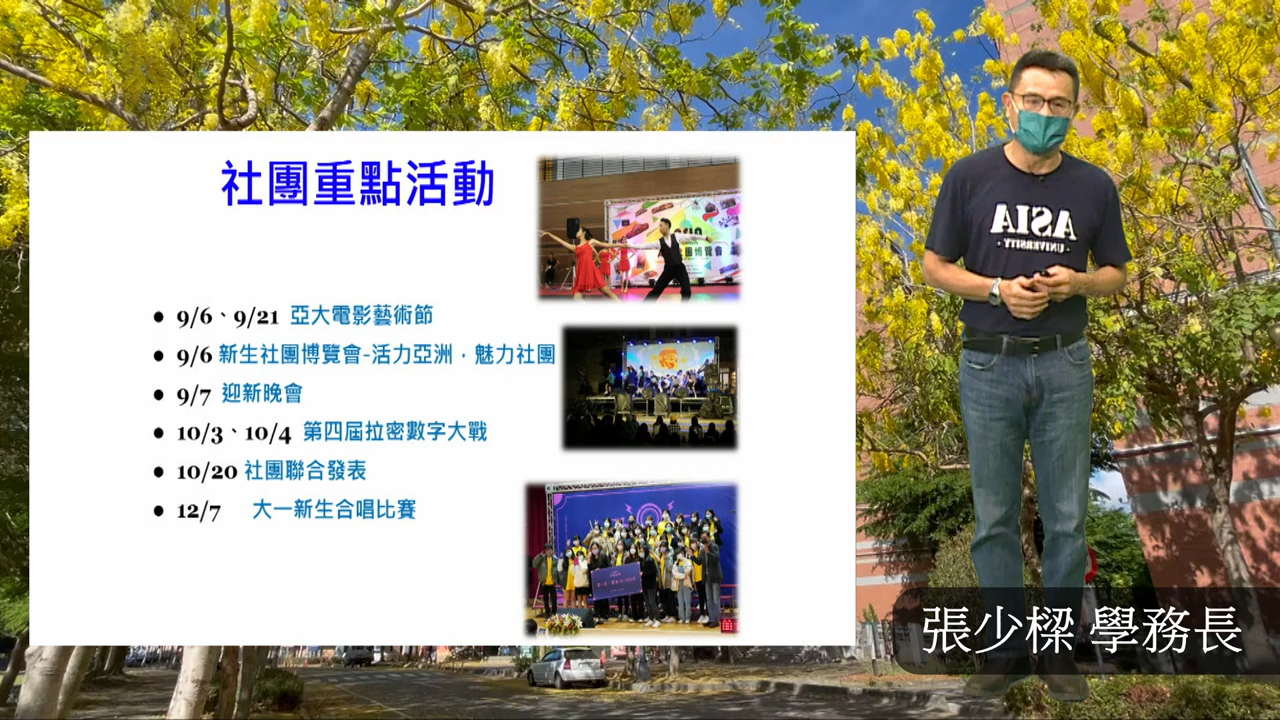 社團重點活動
• 9/6、9/21 亞大電影藝術節
• 9/6 新生社團博覽會-活力亞洲，魅力社團
• 9/7 迎新晚會
• 10/3、10/4 第四屆拉密數字大戰
• 10/20 社團聯合發表
• 12/7 大一新生合唱比賽
ASIA
· UNIVERSITY ·
張少樑 學務長